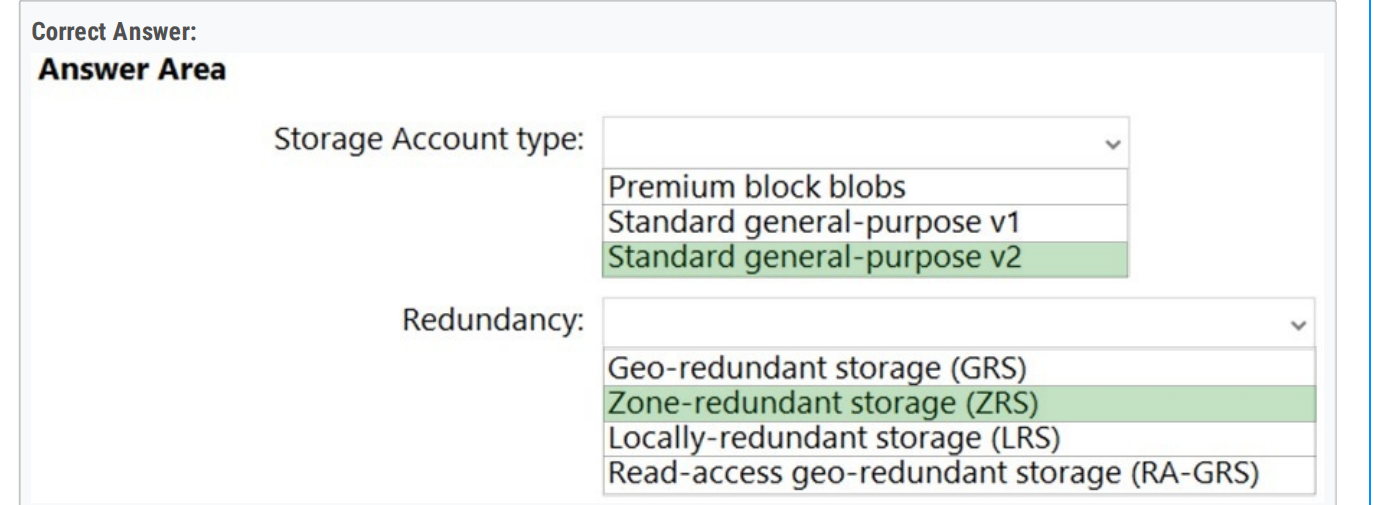 Correct Answer:
Answer Area
Storage Account type:
Premium block blobs
Standard general-purpose v1
Standard general-purpose v2
Redundancy:
Geo-redundant storage (GRS)
Zone-redundant storage (ZRS)
Locally-redundant storage (LRS)
Read-access geo-redundant storage (RA-GRS)